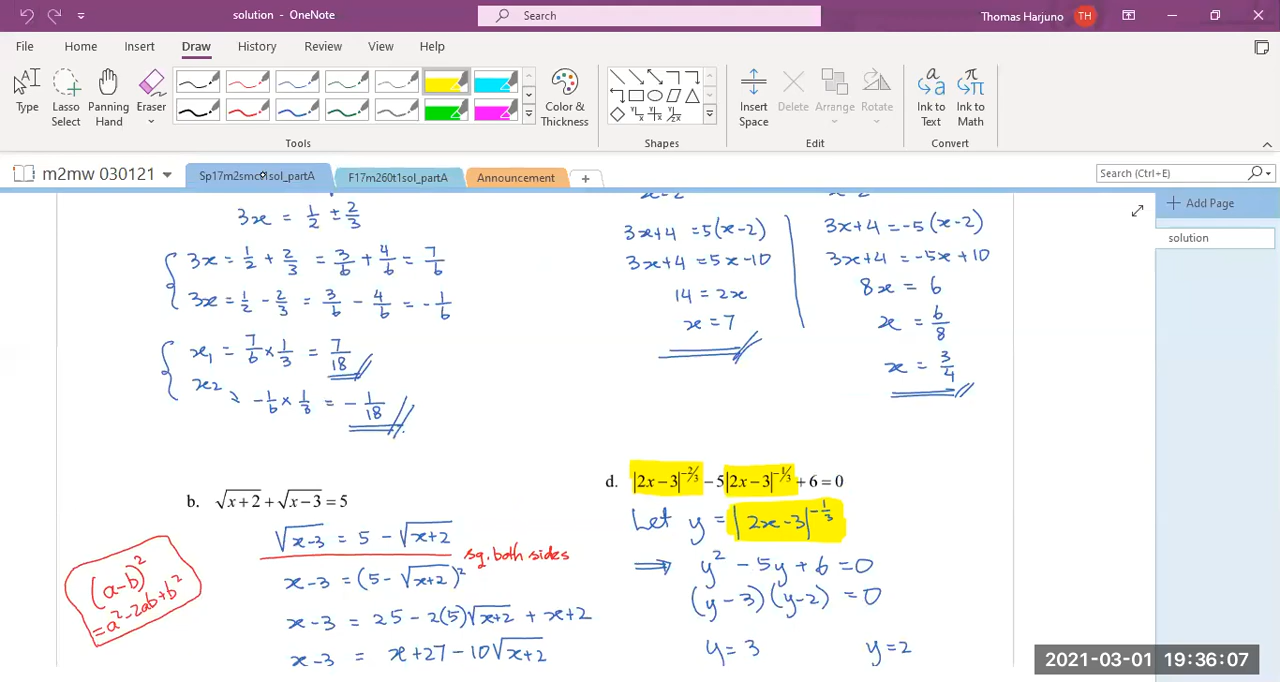 solution - OneNote
Search
Thomas Harjuno
TH
File Home Insert Draw History Review View Help
Type
Lasso Select
Panning Hand
Eraser
Color & Thickness
Insert Space
Delete
Arrange
Rotate
Ink to Text
Ink to Math
Tools
Shapes
Edit
Convert
m2mw 030121
Sp17m2smct1sol_partA
F17m260t1sol_partA
Announcement
Search (Ctrl+E)
Add Page
solution
3x = 1/2 ± 2/3
3x = 1/2 + 2/3 = 3/6 + 4/6 = 7/6
3x = 1/2 - 2/3 = 3/6 - 4/6 = -1/6
x₁ = 7/6 × 1/3 = 7/18
x₂ = -1/6 × 1/3 = -1/18
3x+4 = 5(x-2)
3x+4 = 5x-10
14 = 2x
x = 7
3x+4 = -5(x-2)
3x+4 = -5x+10
8x = 6
x = 6/8
x = 3/4
b. √(x+2) + √(x-3) = 5
√(x-3) = 5 - √(x+2)
sq. both sides
x-3 = (5 - √(x+2))²
x-3 = 25 - 2(5)√(x+2) + x+2
x-3 = x+27 - 10√(x+2)
(a-b)²
= a²-2ab+b²
d. |2x-3|^(-2/3) - 5|2x-3|^(-1/3) + 6 = 0
Let y = |2x-3|^(-1/3)
⇒ y² - 5y + 6 = 0
(y-3)(y-2) = 0
y = 3 y = 2
2021-03-01 19:36:07